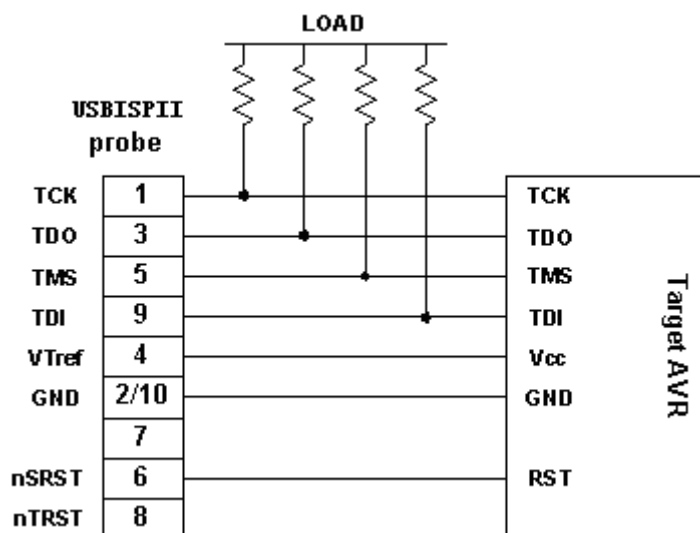 LOAD
USBISPII
probe
TCK 1 TCK
TDO 3 TDO
TMS 5 TMS
TDI 9 TDI
VTref 4 Vcc
GND 2/10 GND
7
nSRST 6 RST
nTRST 8
Target AVR